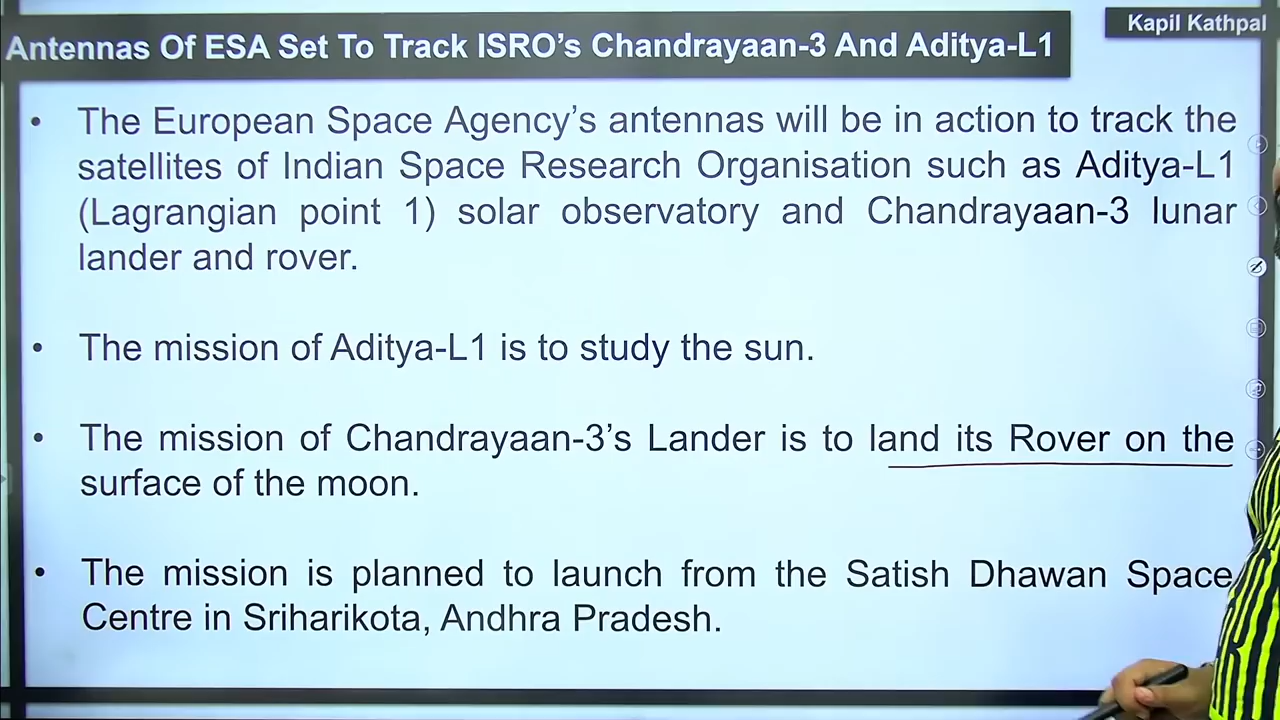 Kapil Kathpal
Antennas Of ESA Set To Track ISRO's Chandrayaan-3 And Aditya-L1
• The European Space Agency's antennas will be in action to track the
satellites of Indian Space Research Organisation such as Aditya-L1
(Lagrangian point 1) solar observatory and Chandrayaan-3 lunar
lander and rover.
• The mission of Aditya-L1 is to study the sun.
• The mission of Chandrayaan-3's Lander is to land its Rover on the
surface of the moon.
• The mission is planned to launch from the Satish Dhawan Space
Centre in Sriharikota, Andhra Pradesh.